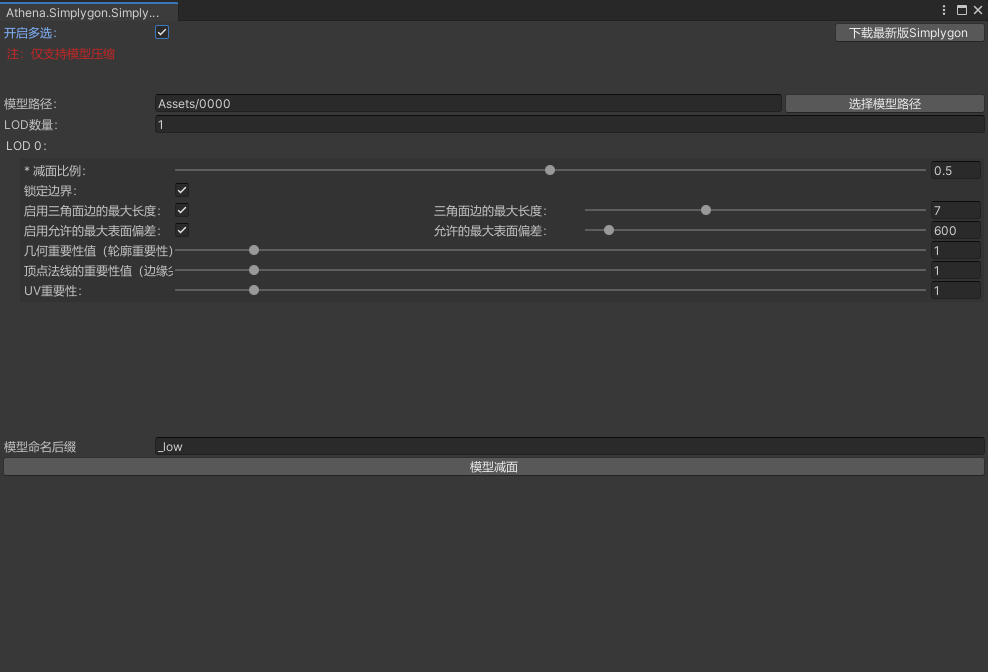 Athena.Simplygon.Simply...
开启多选:
下载最新版Simplygon
注：仅支持模型压缩
模型路径:
Assets/0000
选择模型路径
LOD数量:
1
LOD 0：
* 减面比例:
0.5
锁定边界:
启用三角面边的最大长度:
三角面边的最大长度:
7
启用允许的最大表面偏差:
允许的最大表面偏差:
600
几何重要性值（轮廓重要性）
1
顶点法线的重要性值（边缘
1
UV重要性:
1
模型命名后缀
_low
模型减面